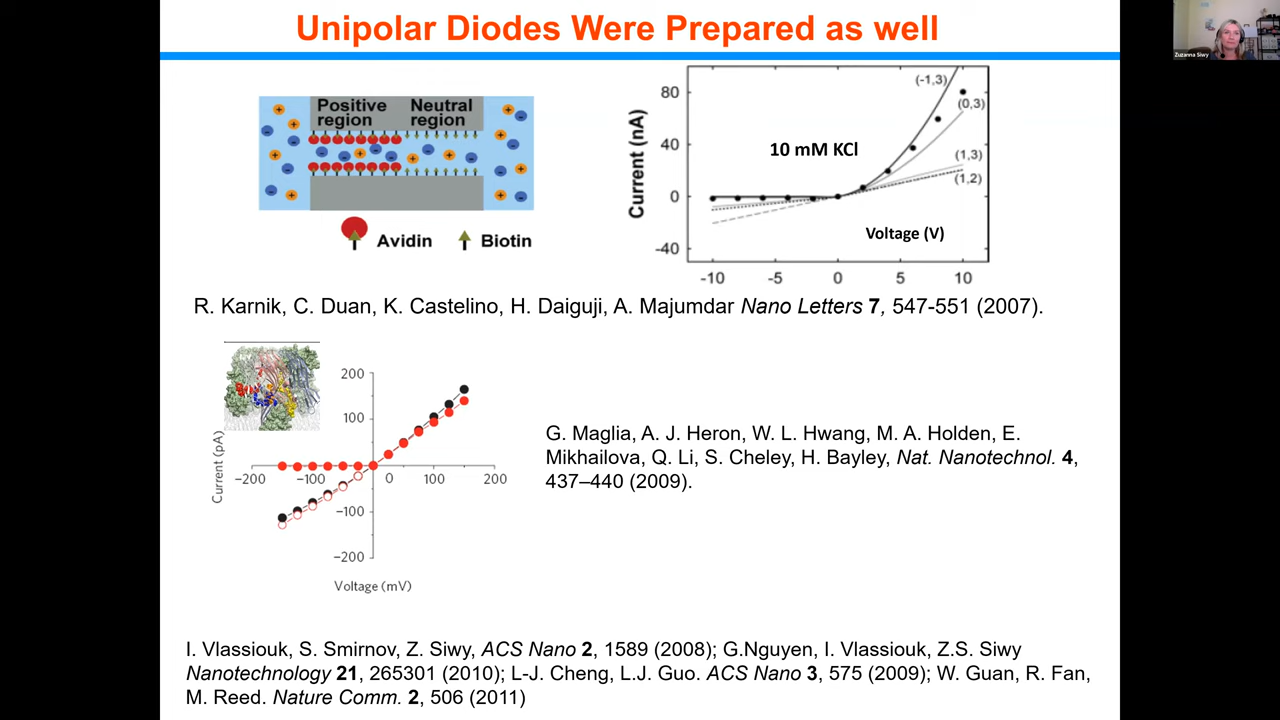 Unipolar Diodes Were Prepared as well
Zuzanna Siwy
Positive region
Neutral region
Avidin
Biotin
Current (nA)
80
40
0
-40
10 mM KCl
(-1,3)
(0,3)
(1,3)
(1,2)
Voltage (V)
-10 -5 0 5 10
R. Karnik, C. Duan, K. Castelino, H. Daiguji, A. Majumdar Nano Letters 7, 547-551 (2007).
Current (pA)
200
100
−200 −100 0 100 200
−100
−200
Voltage (mV)
G. Maglia, A. J. Heron, W. L. Hwang, M. A. Holden, E.
Mikhailova, Q. Li, S. Cheley, H. Bayley, Nat. Nanotechnol. 4,
437–440 (2009).
I. Vlassiouk, S. Smirnov, Z. Siwy, ACS Nano 2, 1589 (2008); G.Nguyen, I. Vlassiouk, Z.S. Siwy
Nanotechnology 21, 265301 (2010); L-J. Cheng, L.J. Guo. ACS Nano 3, 575 (2009); W. Guan, R. Fan,
M. Reed. Nature Comm. 2, 506 (2011)